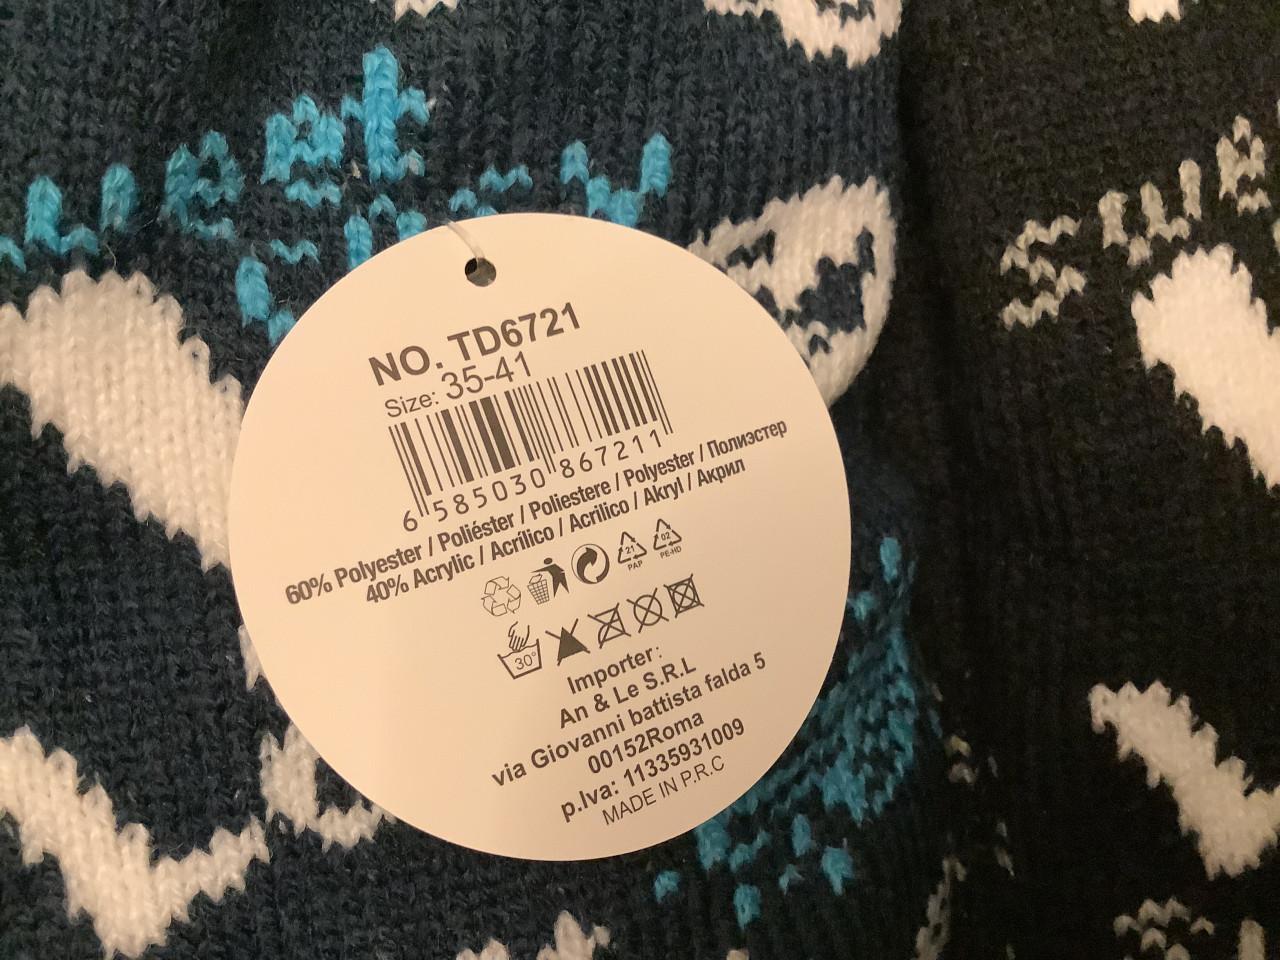 sweet
NO. TD6721
Size: 35-41
6 585030 867211
60% Polyester / Poliéster / Poliestere / Polyester / Полиэстер
40% Acrylic / Acrílico / Acrilico / Akryl / Акрил
21
PAP
02
PE-HD
30°
Importer:
An & Le S.R.L
via Giovanni battista falda 5
00152Roma
p.Iva: 11335931009
MADE IN P.R.C